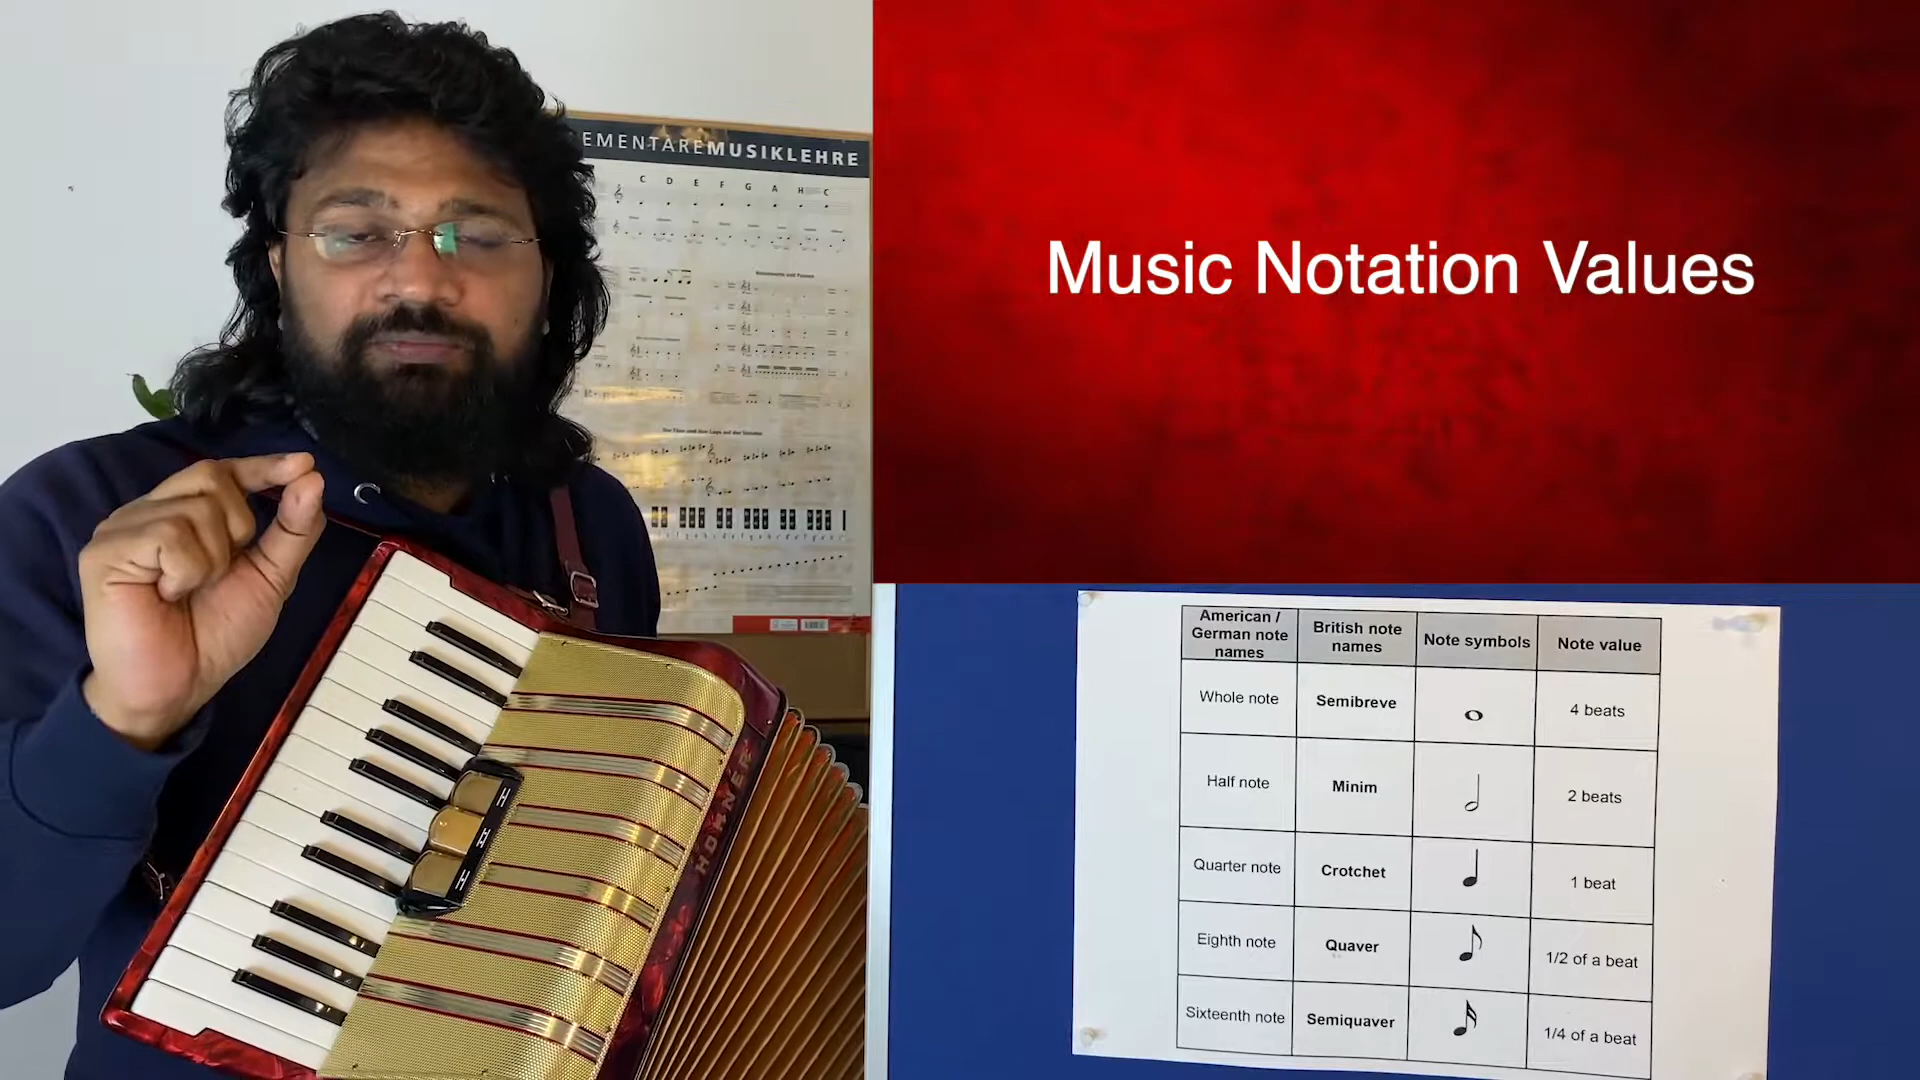 EMENTAREMUSIKLEHRE
C D E F G A H C
HOHNER
Music Notation Values
American / German note names
British note names
Note symbols
Note value
Whole note
Semibreve
4 beats
Half note
Minim
2 beats
Quarter note
Crotchet
1 beat
Eighth note
Quaver
1/2 of a beat
Sixteenth note
Semiquaver
1/4 of a beat